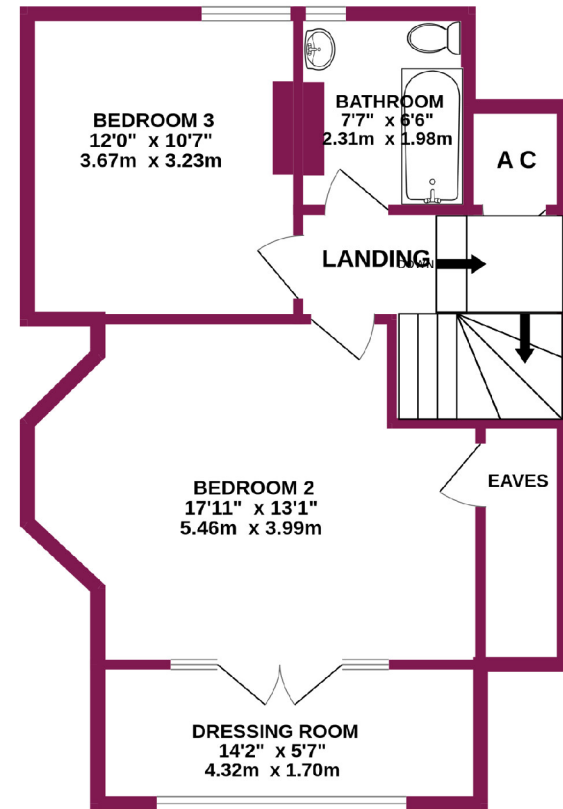 BEDROOM 3
12'0" x 10'7"
3.67m x 3.23m
BATHROOM
7'7" x 6'6"
2.31m x 1.98m
A C
LANDING
DOWN
BEDROOM 2
17'11" x 13'1"
5.46m x 3.99m
EAVES
DRESSING ROOM
14'2" x 5'7"
4.32m x 1.70m